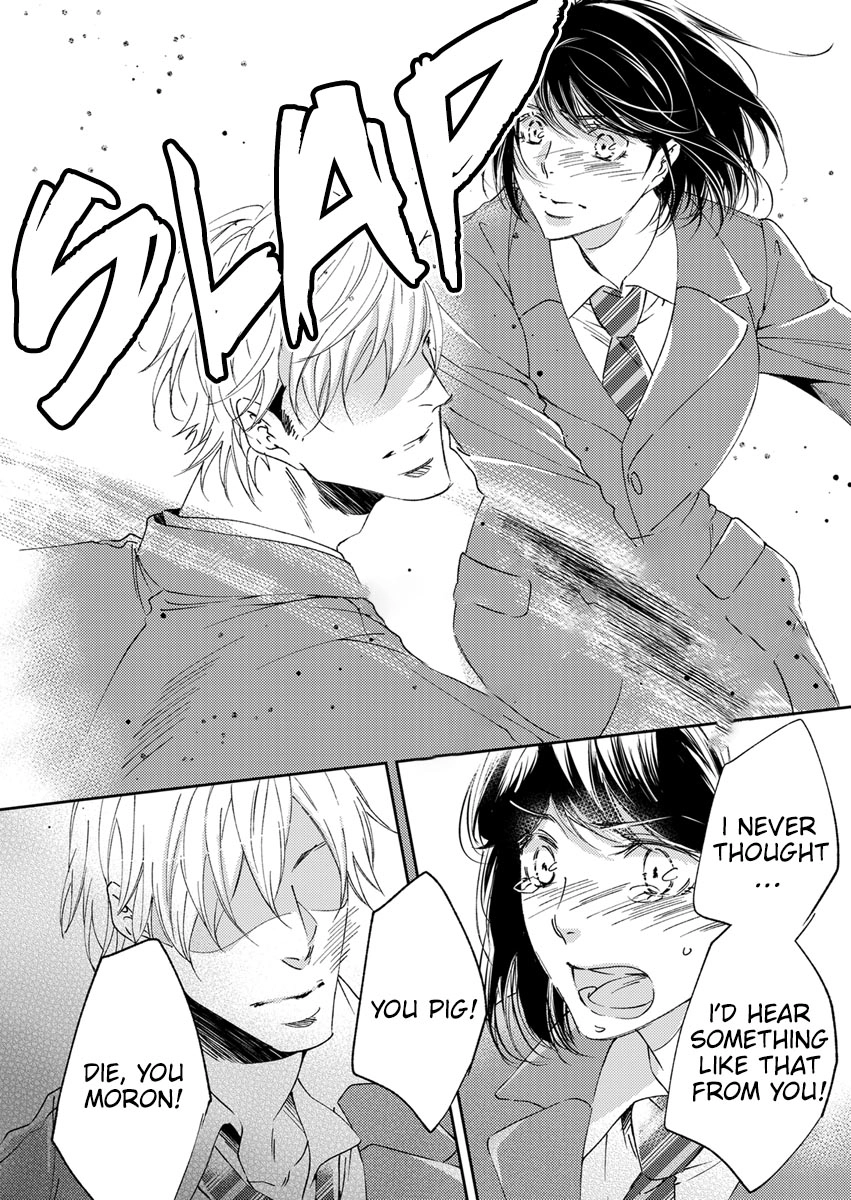 SLAP
I NEVER
THOUGHT
...
I'D HEAR
SOMETHING
LIKE THAT
FROM YOU!
YOU PIG!
DIE, YOU
MORON!